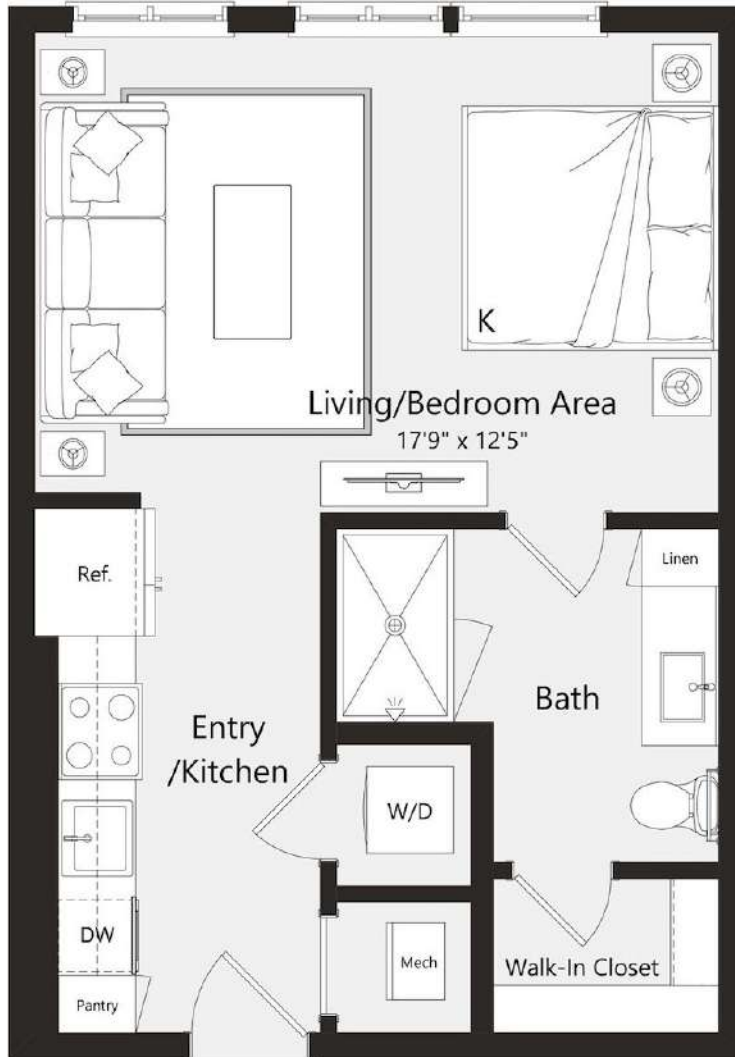 K
Living/Bedroom Area
17'9" x 12'5"
Ref.
Linen
Bath
Entry
/Kitchen
W/D
DW
Mech
Walk-In Closet
Pantry